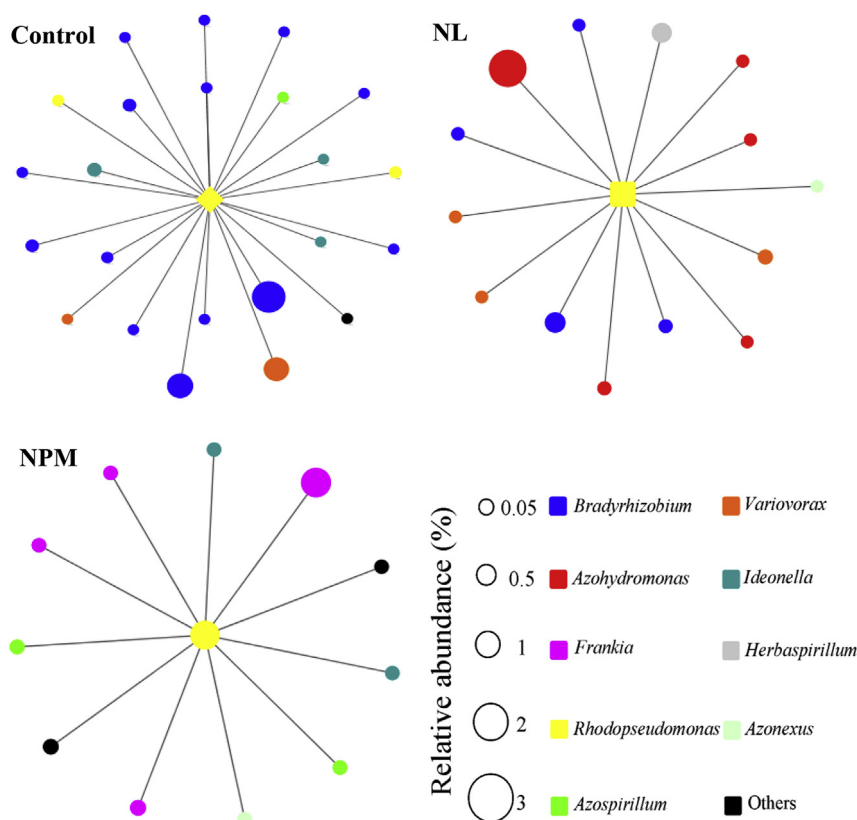 Control
NL
NPM
Relative abundance (%)
0.05
0.5
1
2
3
Bradyrhizobium
Variovorax
Azohydromonas
Ideonella
Frankia
Herbaspirillum
Rhodopseudomonas
Azonexus
Azospirillum
Others